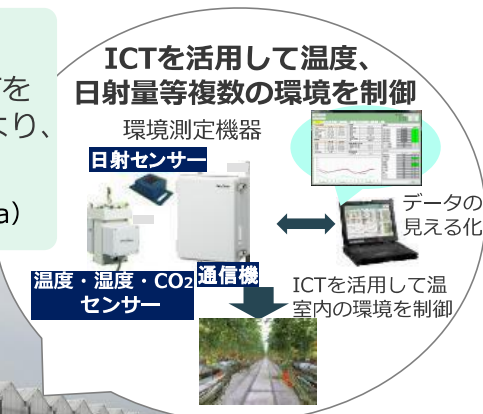 を
より、
a)
ICTを活用して温度、
日射量等複数の環境を制御
環境測定機器
日射センサー
データの
見える化
温度・湿度・CO2
センサー
通信機
ICTを活用して温
室内の環境を制御